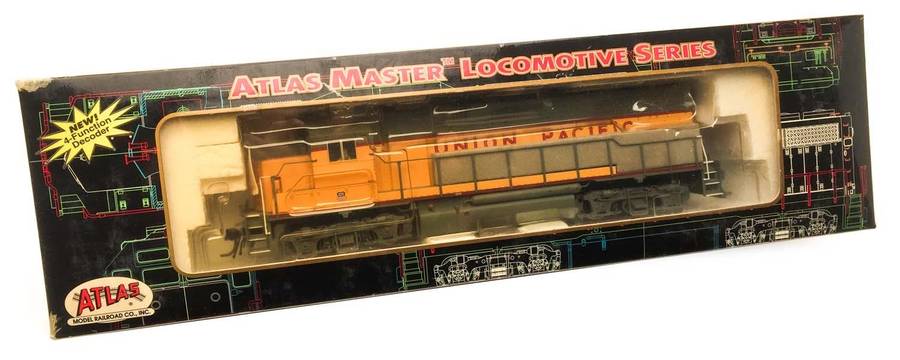 ATLAS MASTER™ LOCOMOTIVE SERIES
NEW!
4-Function
Decoder
UNION PACIFIC
ATLAS
MODEL RAILROAD CO., INC.